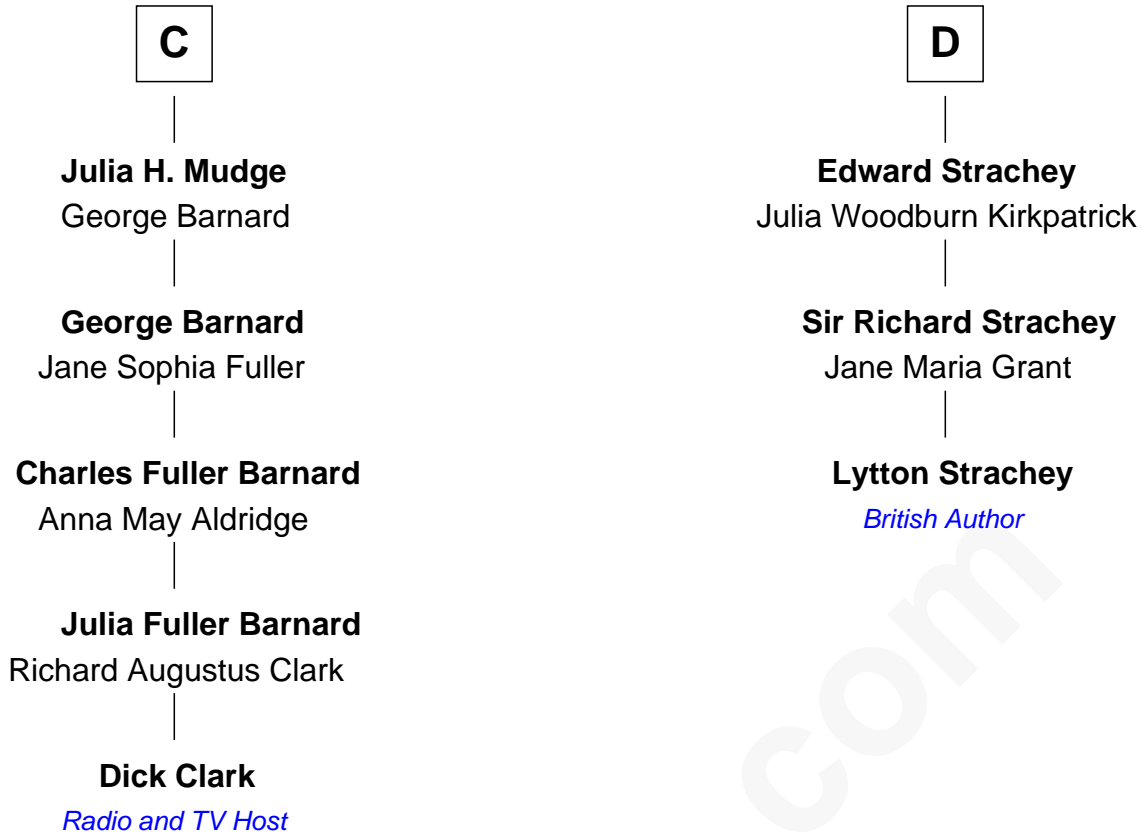 C
Julia H. Mudge
George Barnard
George Barnard
Jane Sophia Fuller
Charles Fuller Barnard
Anna May Aldridge
Julia Fuller Barnard
Richard Augustus Clark
Dick Clark
Radio and TV Host
D
Edward Strachey
Julia Woodburn Kirkpatrick
Sir Richard Strachey
Jane Maria Grant
Lytton Strachey
British Author
com